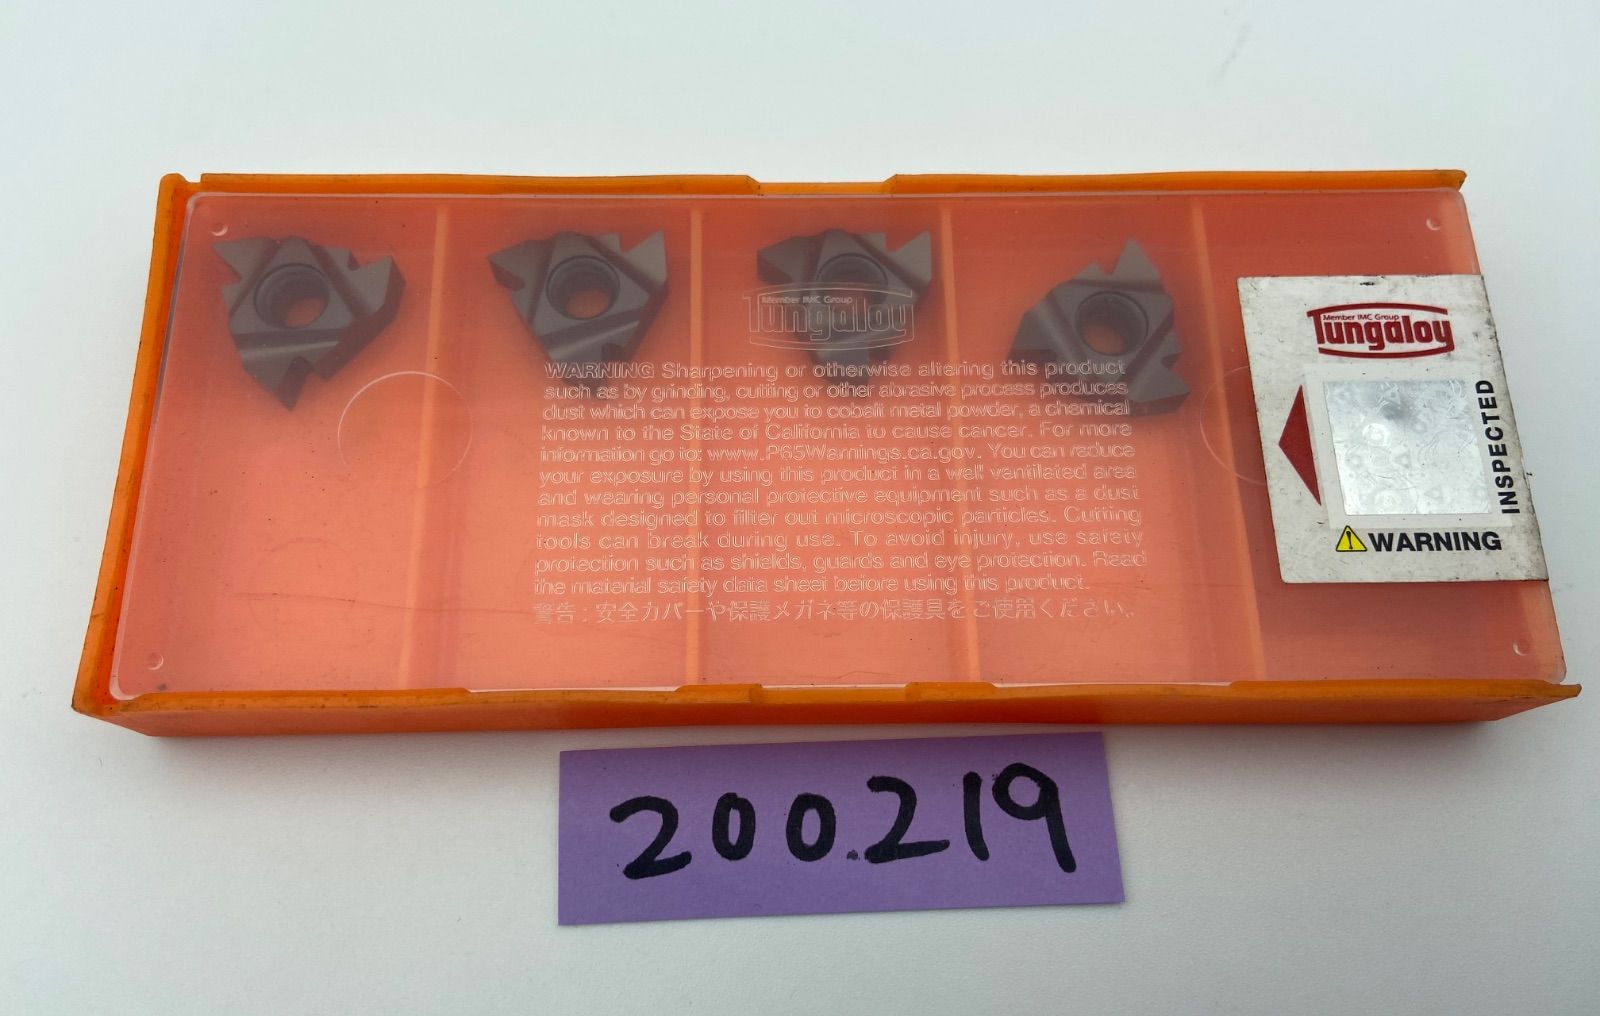 Member IMC Group
Tungaloy
WARNING Sharpening or otherwise altering this product
such as by grinding, cutting or other abrasive process produces
dust which can expose you to cobalt metal powder, a chemical
known to the State of California to cause cancer. For more
information go to: www.P65Warnings.ca.gov. You can reduce
your exposure by using this product in a well ventilated area
and wearing personal protective equipment such as a dust
mask designed to filter out microscopic particles. Cutting
tools can break during use. To avoid injury, use safety
protection such as shields, guards and eye protection. Read
the material safety data sheet before using this product.
警告:安全カバーや保護メガネ等の保護具をご使用ください。
Member IMC Group
Tungaloy
INSPECTED
WARNING
200.219